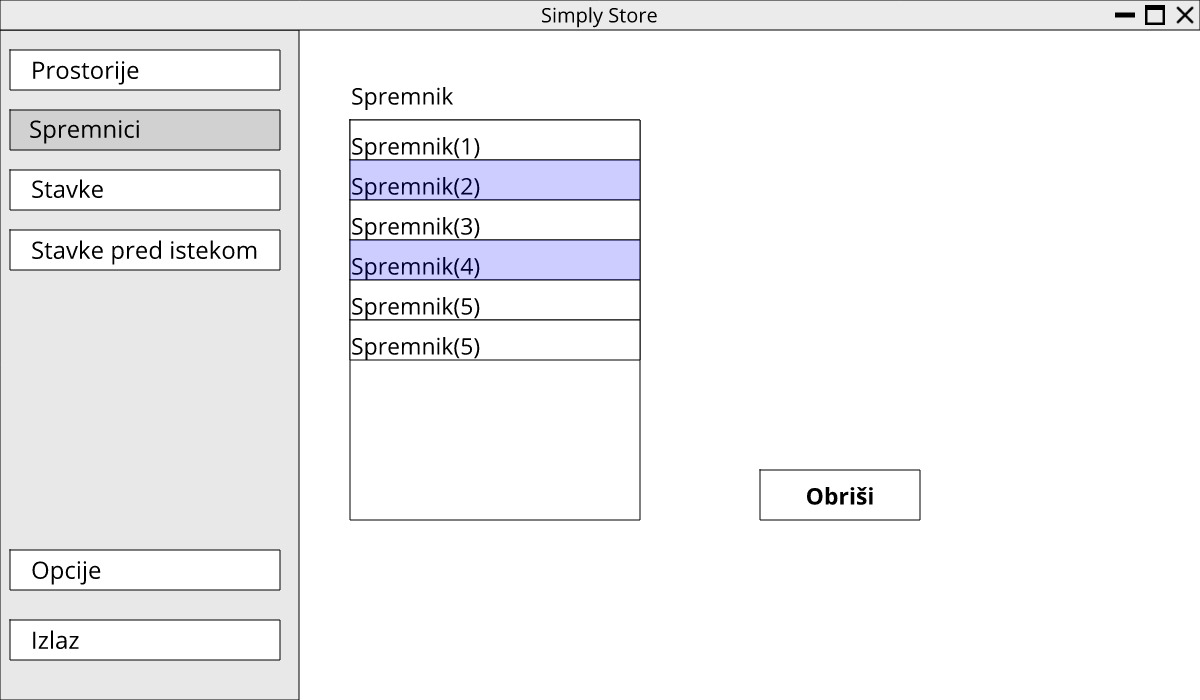 Simply Store
Prostorije
Spremnici
Stavke
Stavke pred istekom
Opcije
Izlaz
Spremnik
Spremnik(1)
Spremnik(2)
Spremnik(3)
Spremnik(4)
Spremnik(5)
Spremnik(5)
Obriši